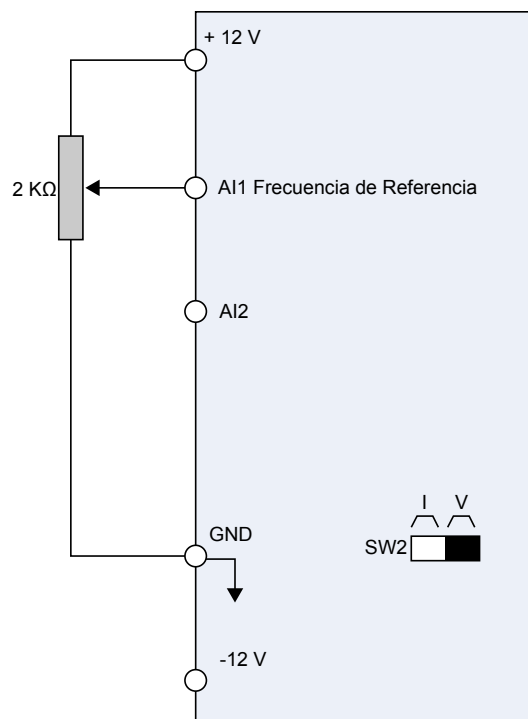 + 12 V
2 KΩ
AI1 Frecuencia de Referencia
AI2
I V
GND
SW2
-12 V